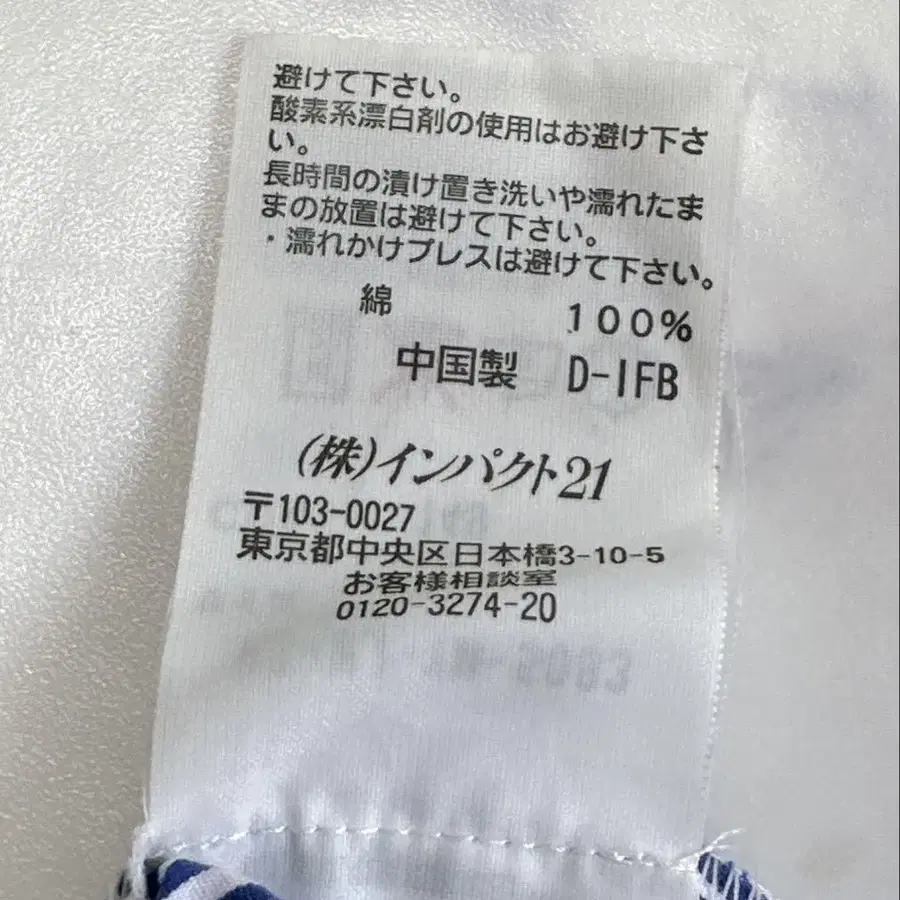 避けて下さい。
酸素系漂白剤の使用はお避け下さ
い。
長時間の漬け置き洗いや濡れたま
まの放置は避けて下さい。
・濡れかけプレスは避けて下さい。
綿 100%
中国製 D-IFB
(株)インパクト21
〒103-0027
東京都中央区日本橋3-10-5
お客様相談室
0120-3274-20